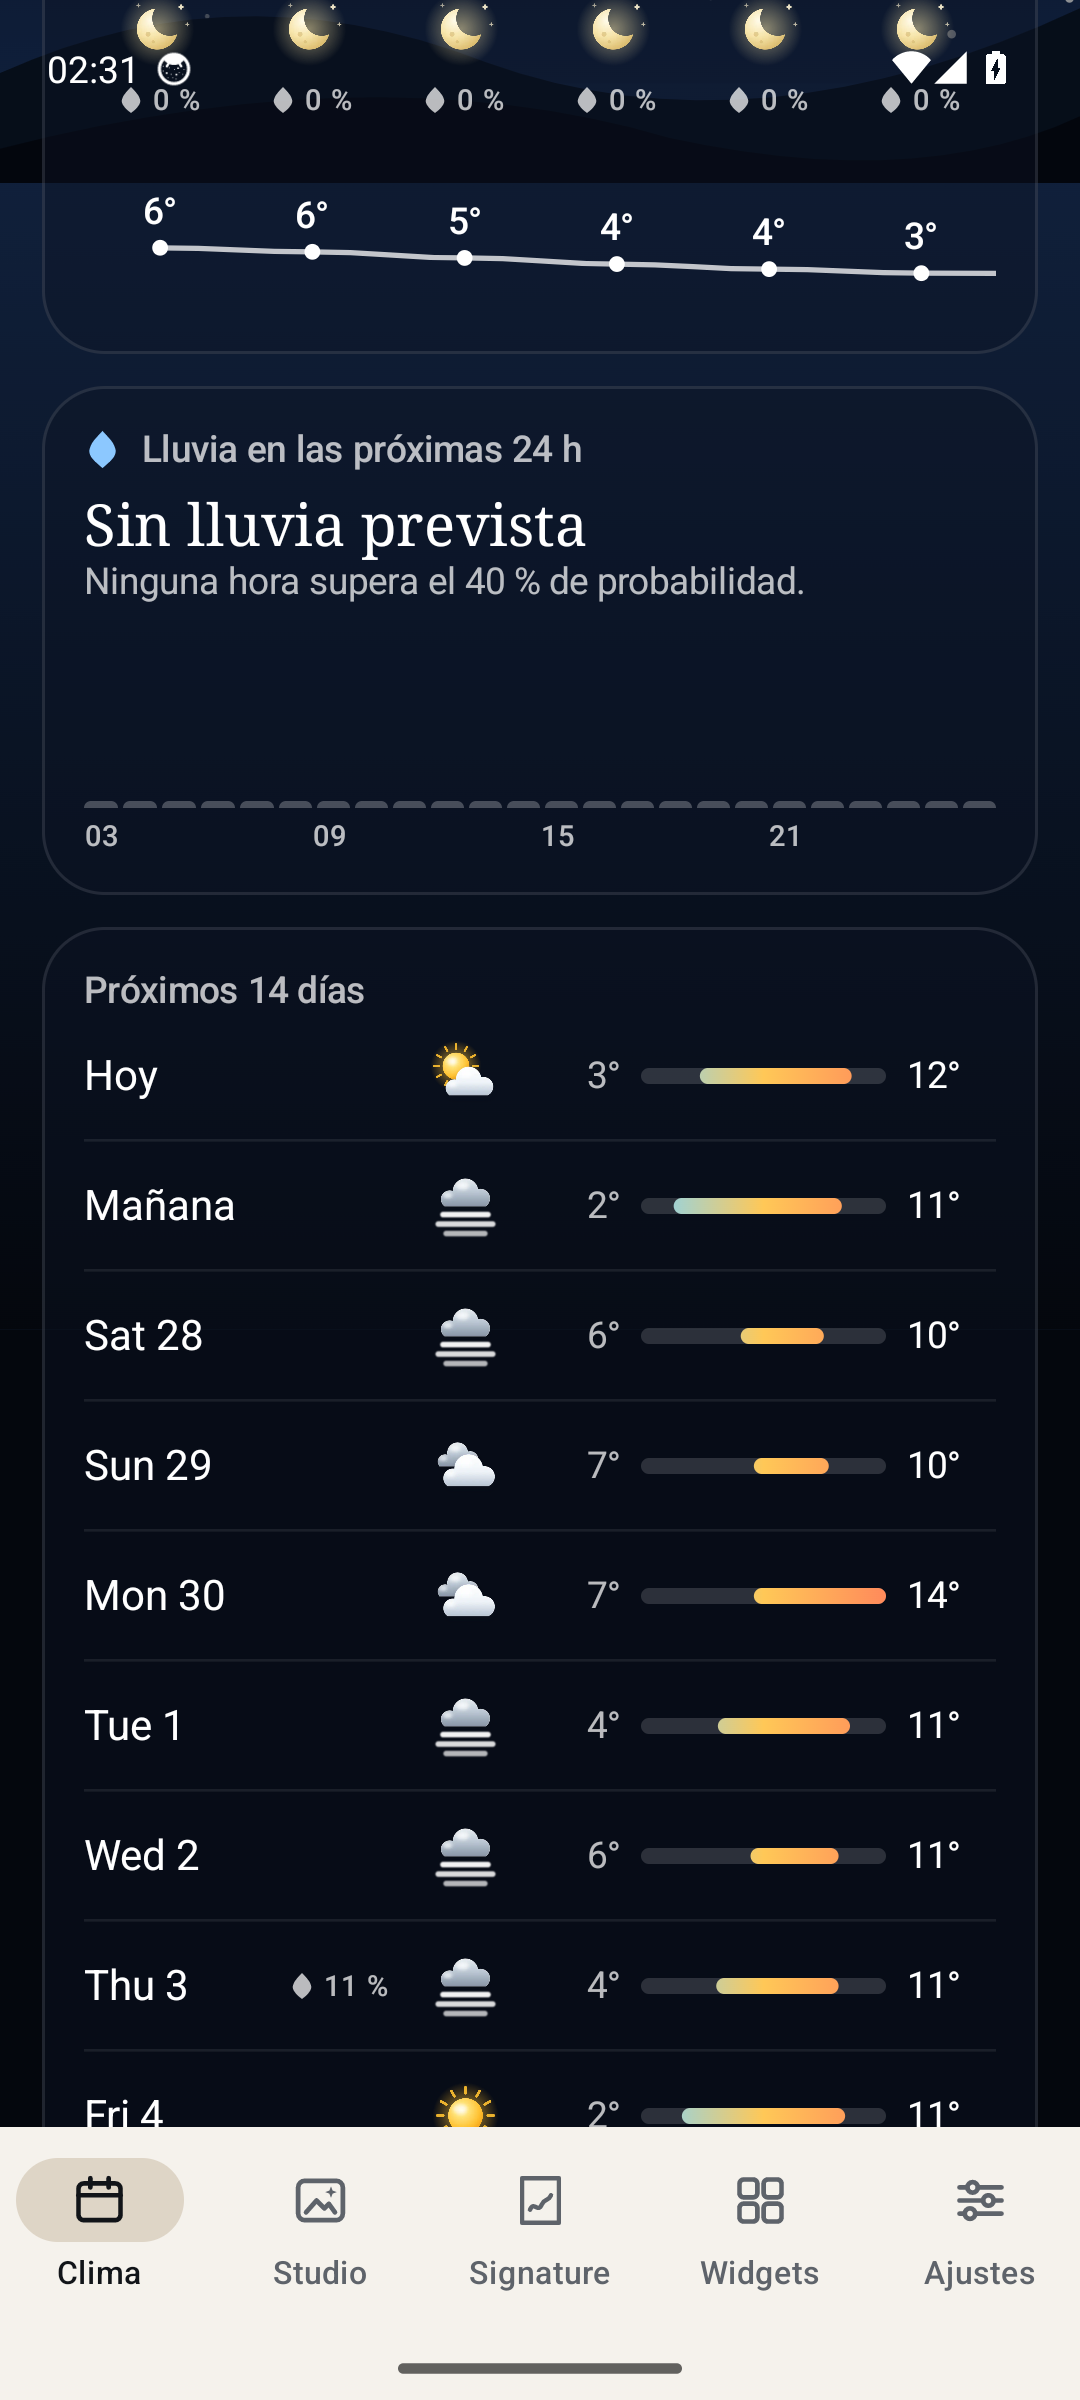 02:31
0 % 0 % 0 % 0 % 0 % 0 %
6° 6° 5° 4° 4° 3°
Lluvia en las próximas 24 h
Sin lluvia prevista
Ninguna hora supera el 40 % de probabilidad.
03 09 15 21
Próximos 14 días
Hoy 3° 12°
Mañana 2° 11°
Sat 28 6° 10°
Sun 29 7° 10°
Mon 30 7° 14°
Tue 1 4° 11°
Wed 2 6° 11°
Thu 3 11 % 4° 11°
Fri 4 2° 11°
Clima Studio Signature Widgets Ajustes